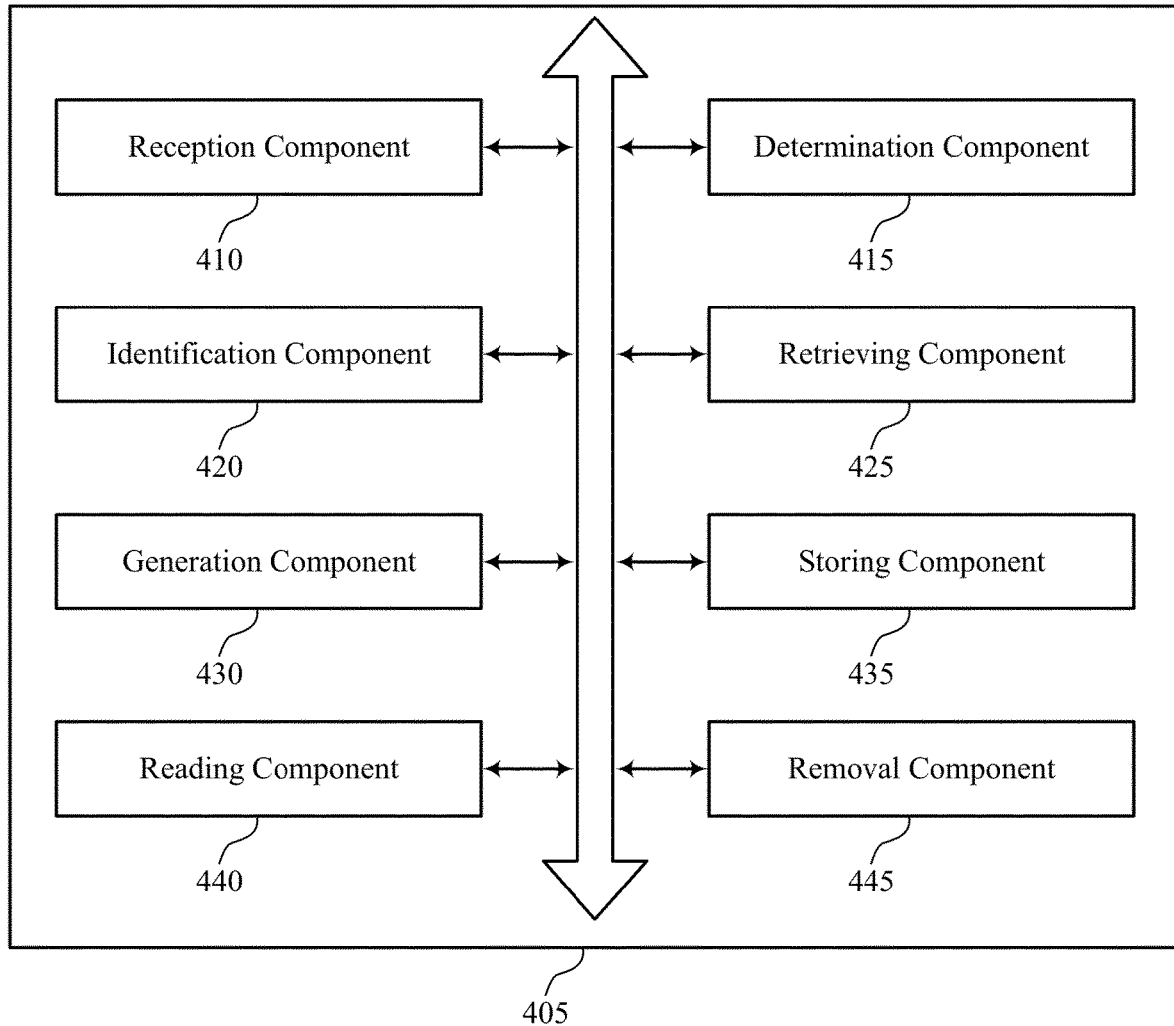 Reception Component
Determination Component
410
415
Identification Component
Retrieving Component
420
425
Generation Component
Storing Component
430
435
Reading Component
Removal Component
440
445
405